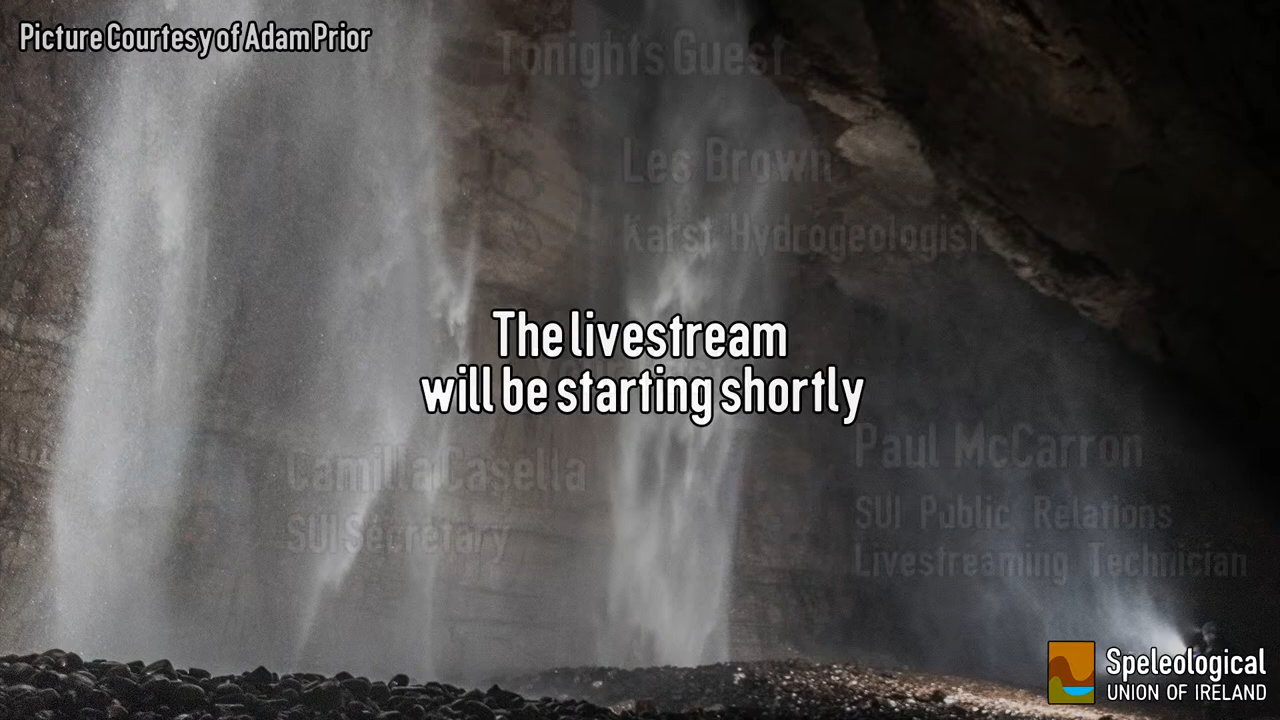 Picture Courtesy of Adam Prior
Tonights Guest
Les Brown
Karst Hydrogeologist
The livestream
will be starting shortly
Camilla Casella
SUI Secretary
Paul McCarron
SUI Public Relations
Livestreaming Technician
Speleological
UNION OF IRELAND